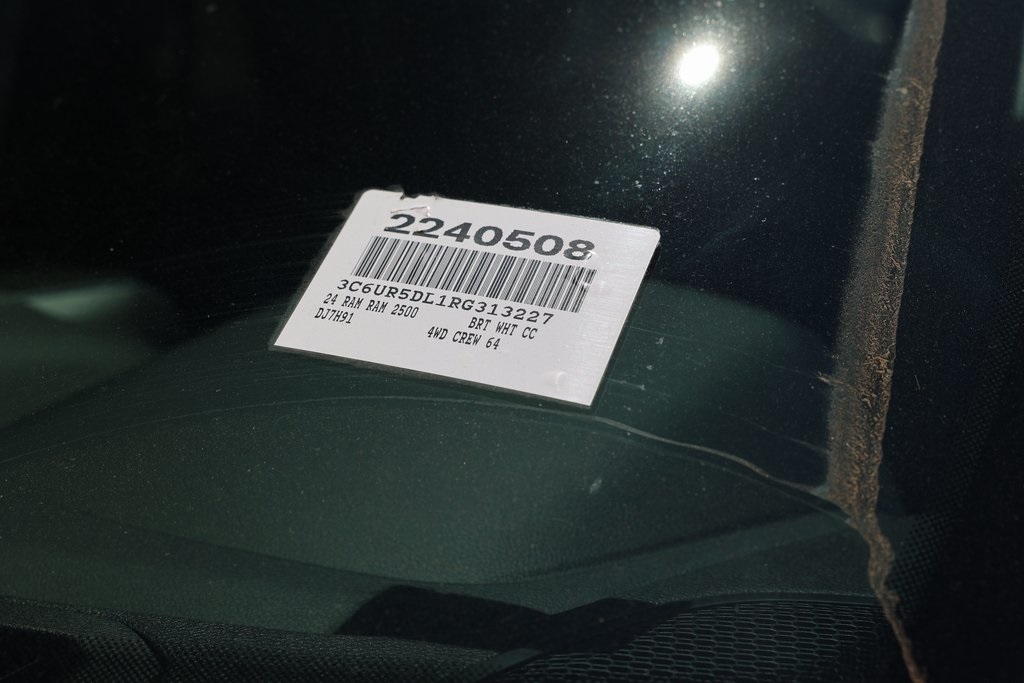 2240508
3C6UR5DL1RG313227
24 RAM RAM 2500 BRT WHT CC
DJ7H91 4WD CREW 64